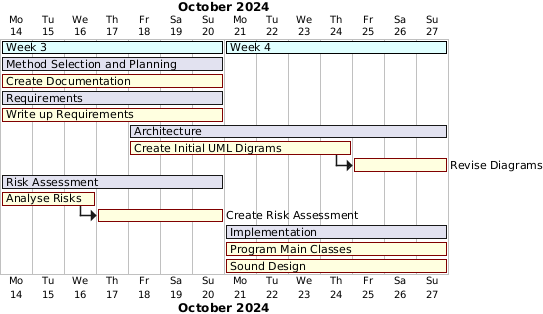 October 2024
Mo Tu We Th Fr Sa Su Mo Tu We Th Fr Sa Su
14 15 16 17 18 19 20 21 22 23 24 25 26 27
Week 3 Week 4
Method Selection and Planning
Create Documentation
Requirements
Write up Requirements
Architecture
Create Initial UML Digrams
Revise Diagrams
Risk Assessment
Analyse Risks
Create Risk Assessment
Implementation
Program Main Classes
Sound Design
Mo Tu We Th Fr Sa Su Mo Tu We Th Fr Sa Su
14 15 16 17 18 19 20 21 22 23 24 25 26 27
October 2024